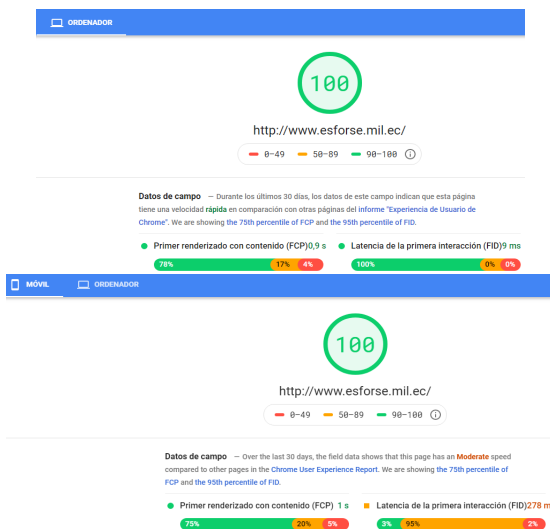 ORDENADOR
100
http://www.esforse.mil.ec/
0–49 50–89 90–100
Datos de campo — Durante los últimos 30 días, los datos de este campo indican que esta página
tiene una velocidad rápida en comparación con otras páginas del informe "Experiencia de Usuario de
Chrome". We are showing the 75th percentile of FCP and the 95th percentile of FID.
Primer renderizado con contenido (FCP)0,9 s Latencia de la primera interacción (FID)9 ms
78% 17% 4% 100% 0% 0%
MÓVIL ORDENADOR
100
http://www.esforse.mil.ec/
0–49 50–89 90–100
Datos de campo — Over the last 30 days, the field data shows that this page has an Moderate speed
compared to other pages in the Chrome User Experience Report. We are showing the 75th percentile of
FCP and the 95th percentile of FID.
Primer renderizado con contenido (FCP) 1 s Latencia de la primera interacción (FID)278 m
75% 20% 5% 3% 95% 2%